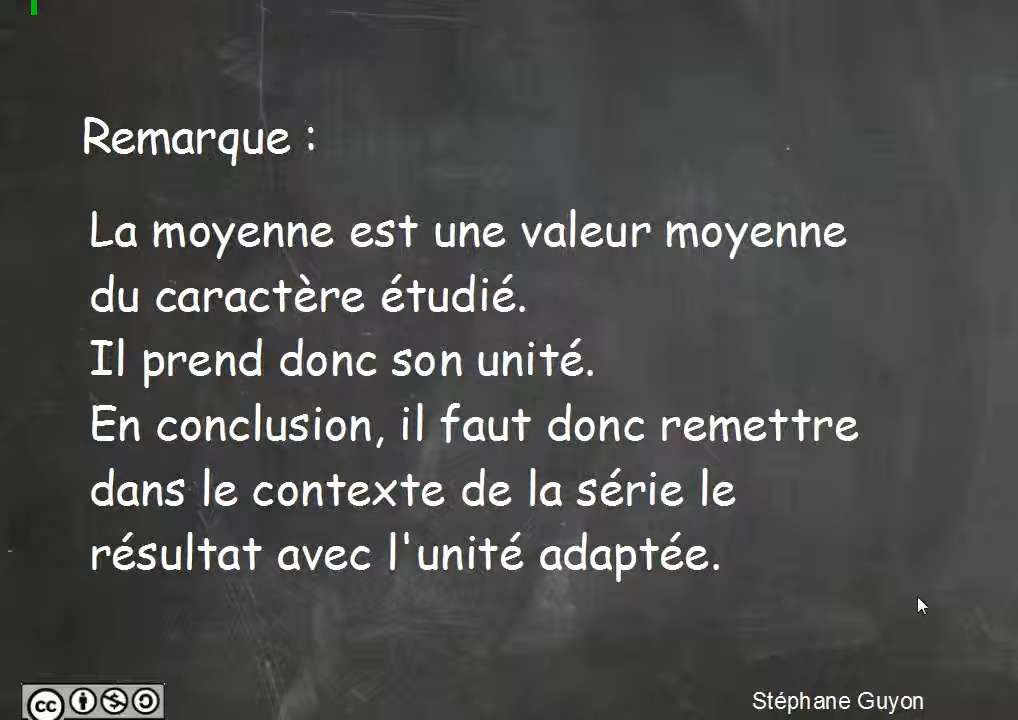 Remarque :
La moyenne est une valeur moyenne
du caractère étudié.
Il prend donc son unité.
En conclusion, il faut donc remettre
dans le contexte de la série le
résultat avec l'unité adaptée.
cc
Stéphane Guyon